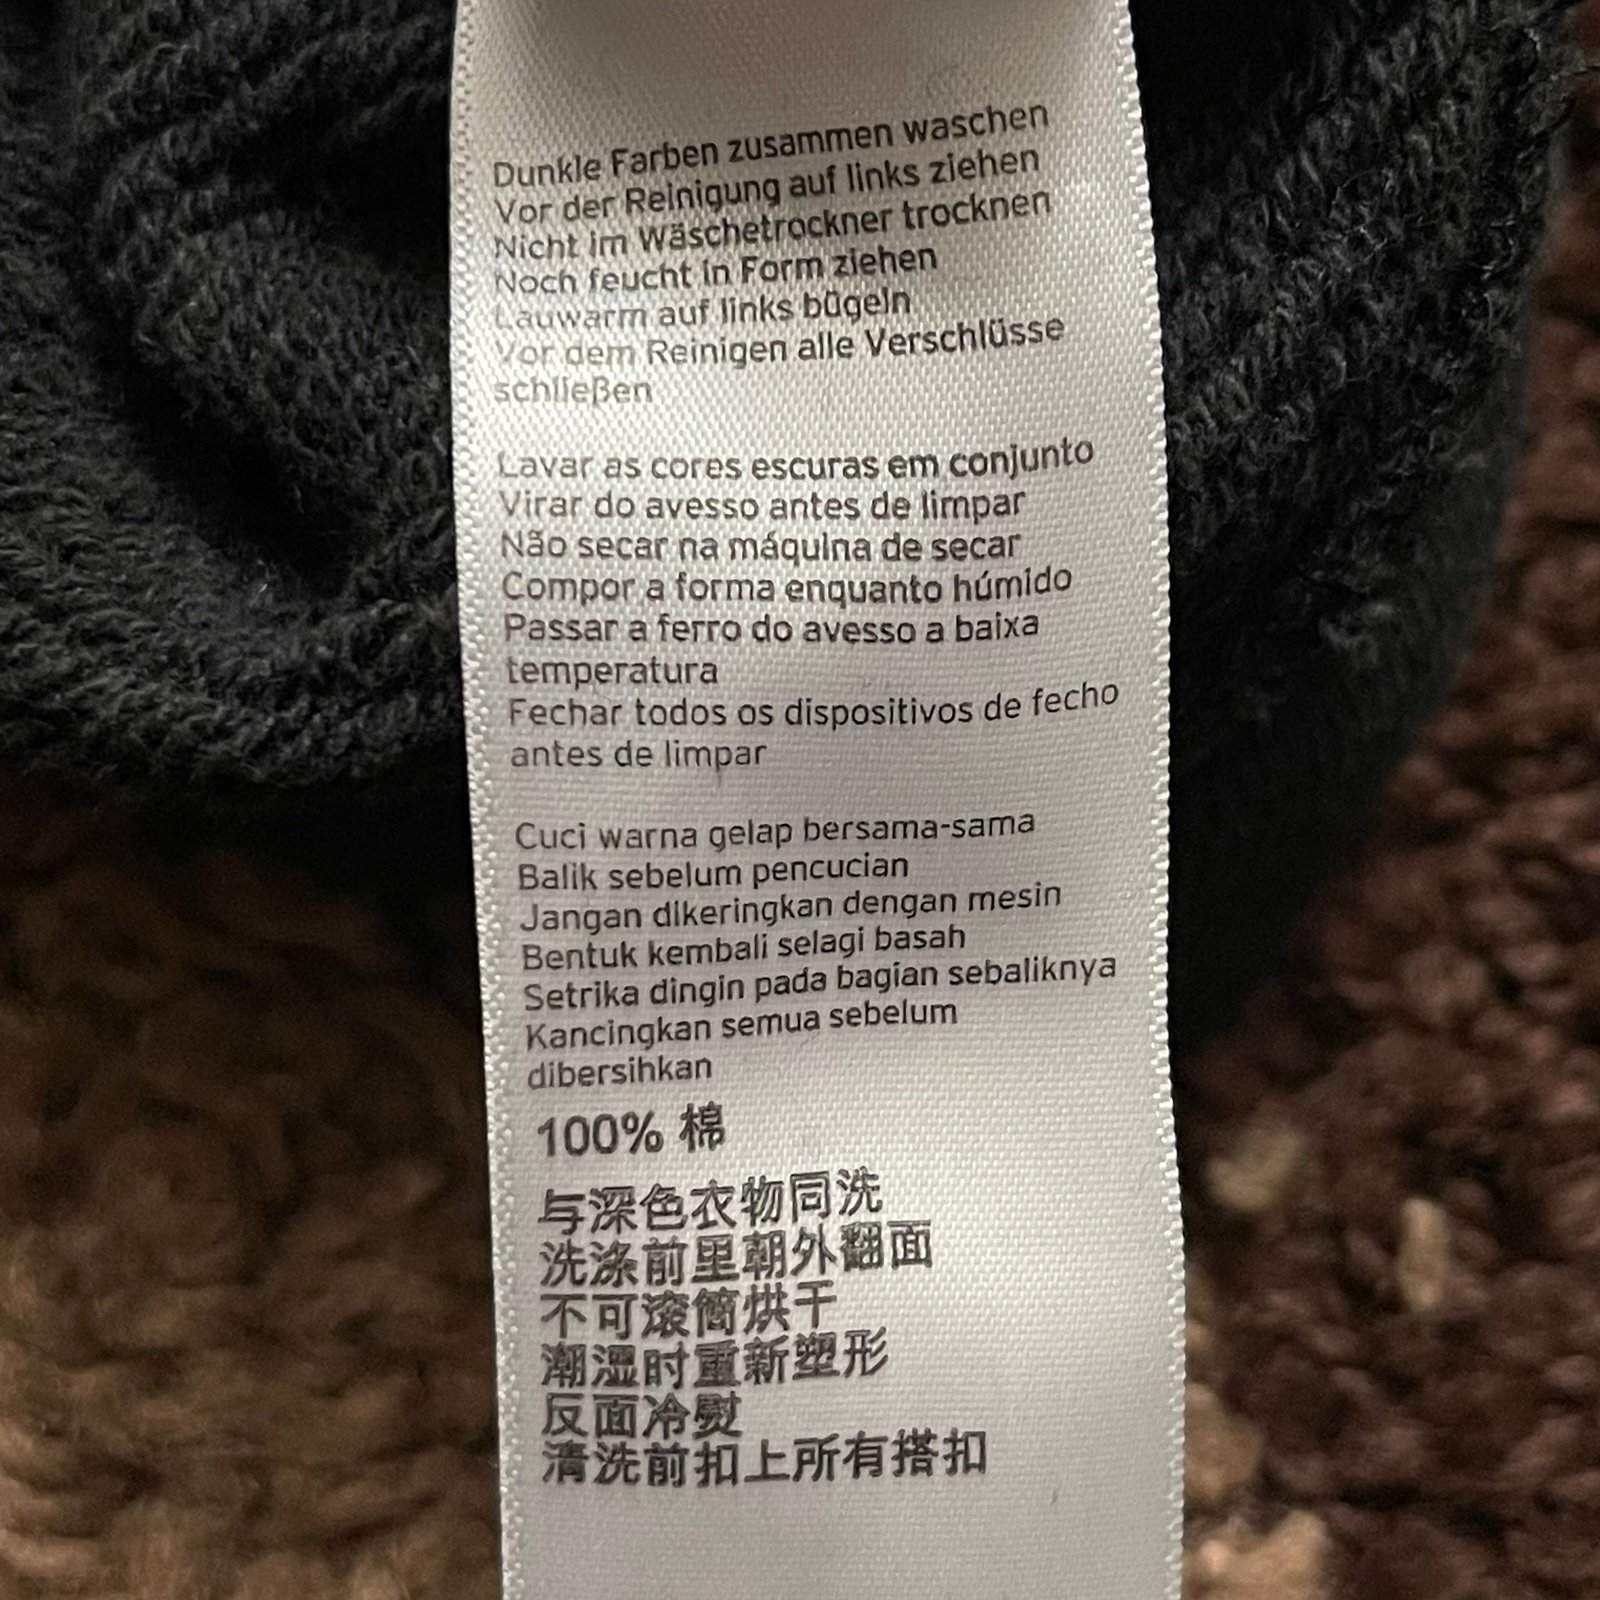 Dunkle Farben zusammen waschen
Vor der Reinigung auf links ziehen
Nicht im Wäschetrockner trocknen
Noch feucht in Form ziehen
Lauwarm auf links bügeln
Vor dem Reinigen alle Verschlüsse
schließen
Lavar as cores escuras em conjunto
Virar do avesso antes de limpar
Não secar na máquina de secar
Compor a forma enquanto húmido
Passar a ferro do avesso a baixa
temperatura
Fechar todos os dispositivos de fecho
antes de limpar
Cuci warna gelap bersama-sama
Balik sebelum pencucian
Jangan dikeringkan dengan mesin
Bentuk kembali selagi basah
Setrika dingin pada bagian sebaliknya
Kancingkan semua sebelum
dibersihkan
100% 棉
与深色衣物同洗
洗涤前里朝外翻面
不可滚筒烘干
潮湿时重新塑形
反面冷熨
清洗前扣上所有搭扣